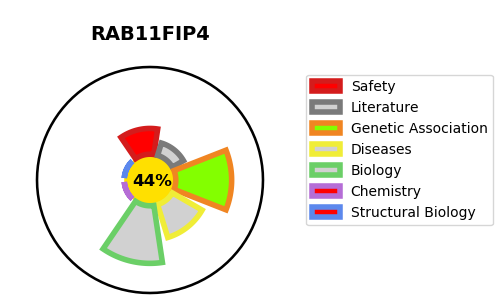 RAB11FIP4
44%
Safety
Literature
Genetic Association
Diseases
Biology
Chemistry
Structural Biology